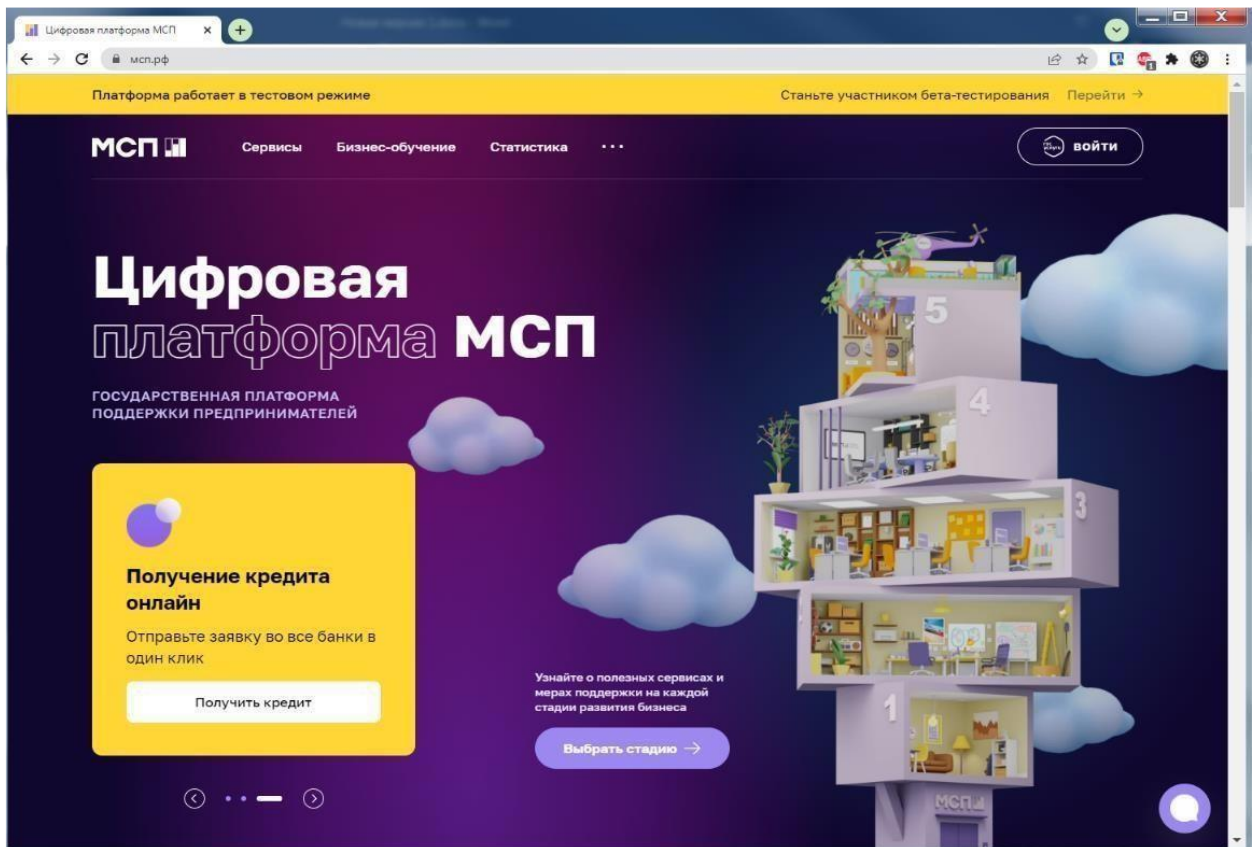 Цифровая платформа МСП
мсп.рф
Платформа работает в тестовом режиме
Станьте участником бета-тестирования Перейти →
МСП
Сервисы Бизнес-обучение Статистика ···
войти
Цифровая
платформа МСП
ГОСУДАРСТВЕННАЯ ПЛАТФОРМА
ПОДДЕРЖКИ ПРЕДПРИНИМАТЕЛЕЙ
Получение кредита
онлайн
Отправьте заявку во все банки в
один клик
Получить кредит
Узнайте о полезных сервисах и
мерах поддержки на каждой
стадии развития бизнеса
Выбрать стадию →
5
4
3
1
МСП